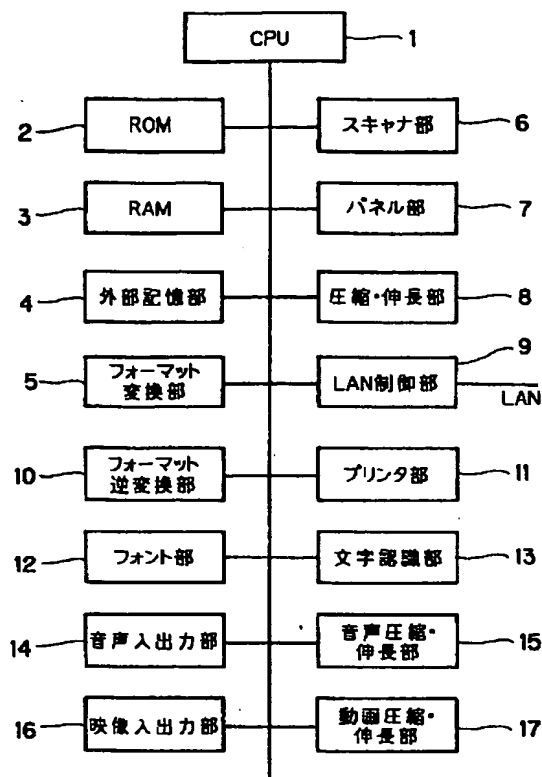 CPU
1
2
ROM
スキャナ部
6
3
RAM
パネル部
7
4
外部記憶部
圧縮・伸長部
8
5
フォーマット
変換部
LAN制御部
9
LAN
10
フォーマット
逆変換部
プリンタ部
11
12
フォント部
文字認識部
13
14
音声入出力部
音声圧縮・
伸長部
15
16
映像入出力部
動画圧縮・
伸長部
17